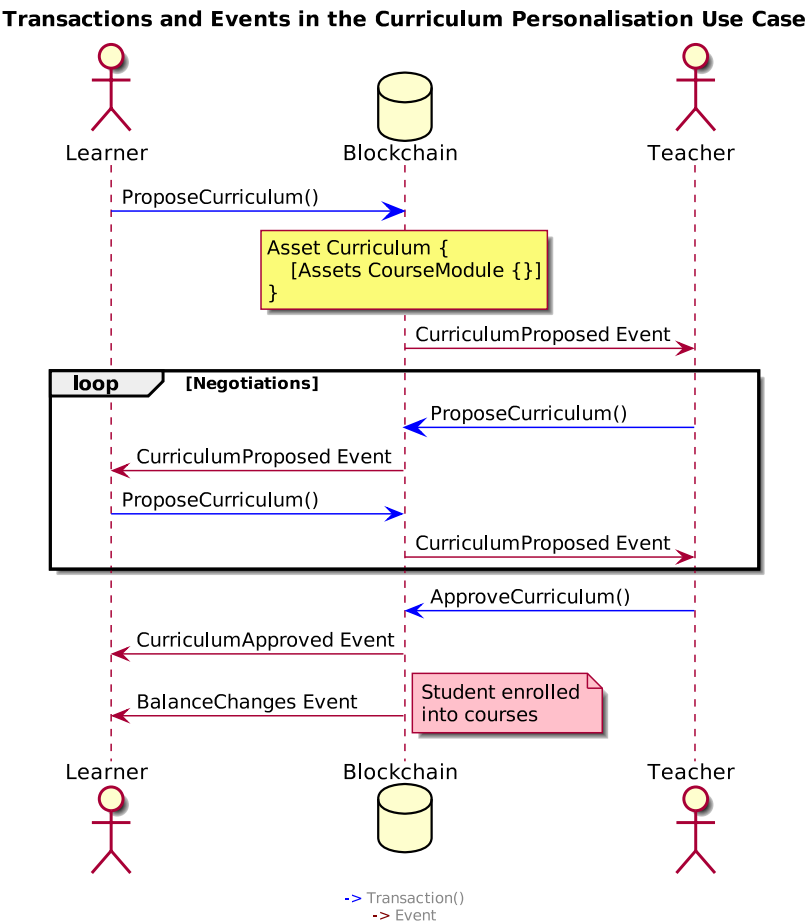 Transactions and Events in the Curriculum Personalisation Use Case
Learner
Blockchain
Teacher
ProposeCurriculum()
Asset Curriculum {
    [Assets CourseModule {}]
}
CurriculumProposed Event
loop
[Negotiations]
ProposeCurriculum()
CurriculumProposed Event
ProposeCurriculum()
CurriculumProposed Event
ApproveCurriculum()
CurriculumApproved Event
BalanceChanges Event
Student enrolled
into courses
Learner
Blockchain
Teacher
-> Transaction()
-> Event